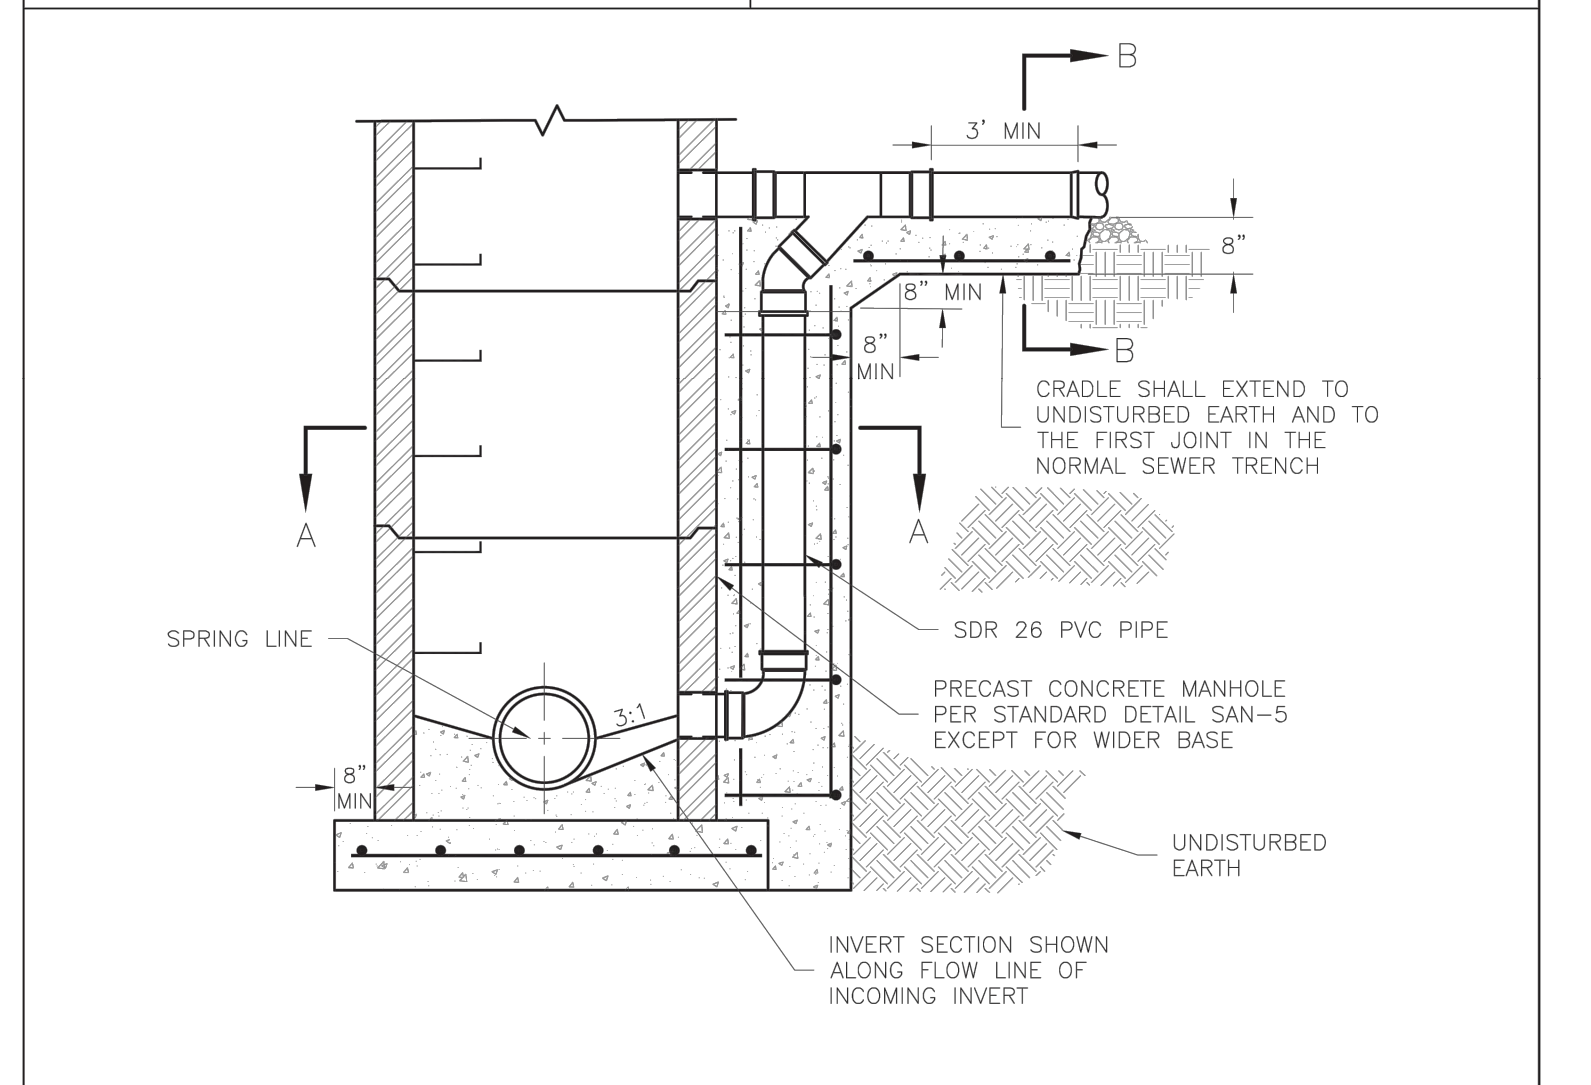 B
3' MIN
8"
8" MIN
8"
MIN
B
CRADLE SHALL EXTEND TO
UNDISTURBED EARTH AND TO
THE FIRST JOINT IN THE
NORMAL SEWER TRENCH
A
A
SPRING LINE
SDR 26 PVC PIPE
3:1
PRECAST CONCRETE MANHOLE
PER STANDARD DETAIL SAN-5
EXCEPT FOR WIDER BASE
8"
MIN
UNDISTURBED
EARTH
INVERT SECTION SHOWN
ALONG FLOW LINE OF
INCOMING INVERT